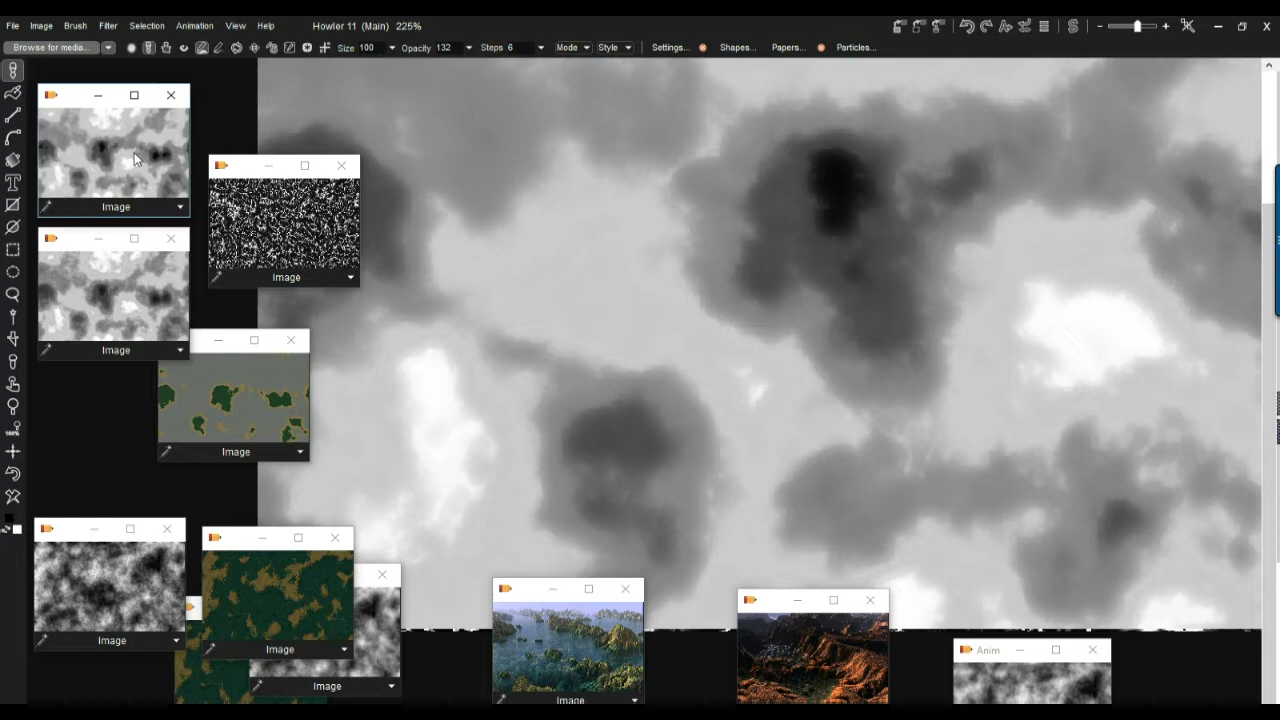 File Image Brush Filter Selection Animation View Help Howler 11 (Main) 225%
Browse for media... Size 100 Opacity 132 Steps 6 Mode Style Settings... Shapes... Papers... Particles...
Image
Image
Image
Image
100%
Image
Image
Image
Image
Anim